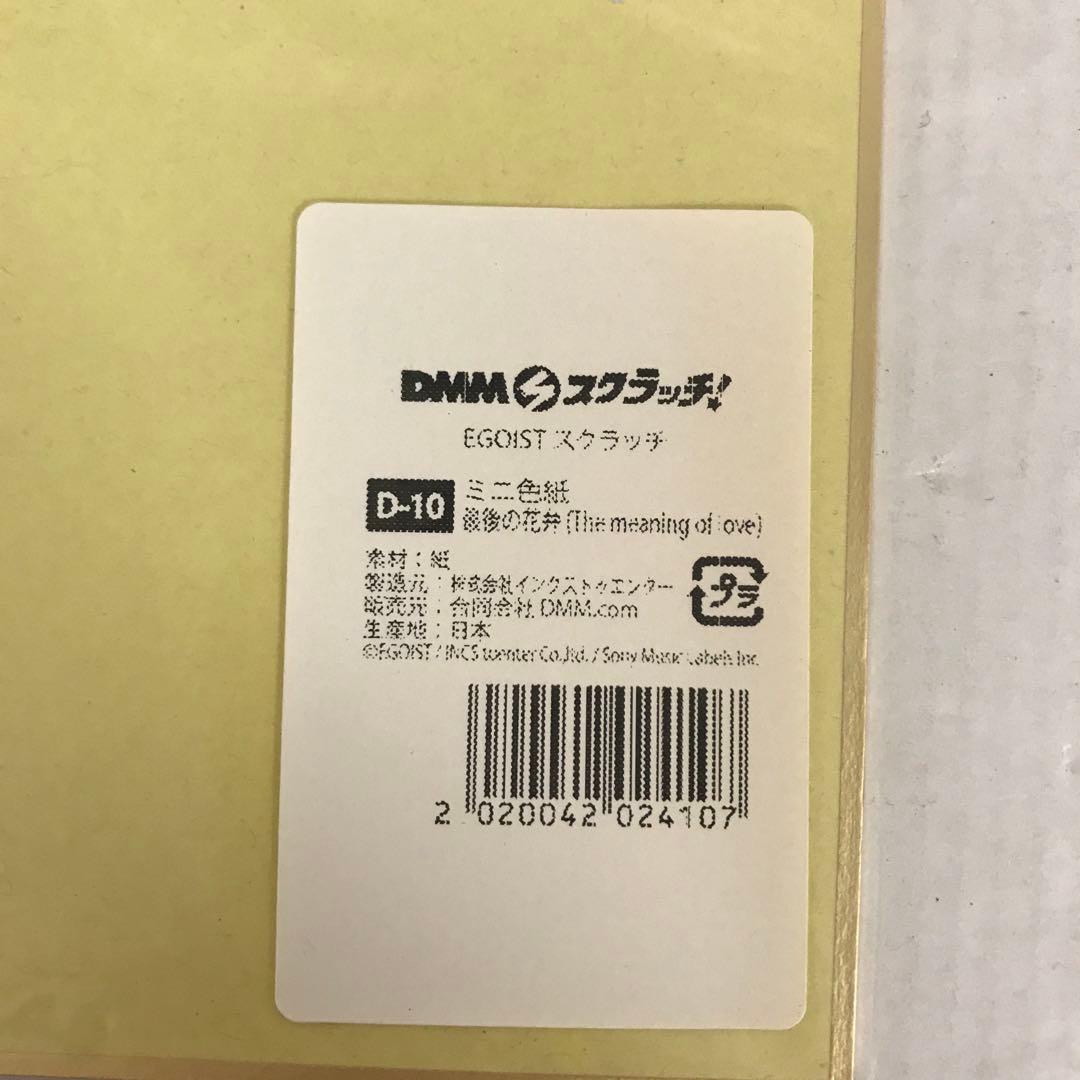 DMM スクラッチ!
EGOIST スクラッチ
D-10 ミニ色紙
最後の花弁 (The meaning of love)
素材：紙
製造元：株式会社インクストゥエンター
販売元：合同会社 DMM.com
生産地：日本
©EGOIST / INCS toenter Co.,ltd. / Sony Music Labels Inc.
プラ
2 020042 024107